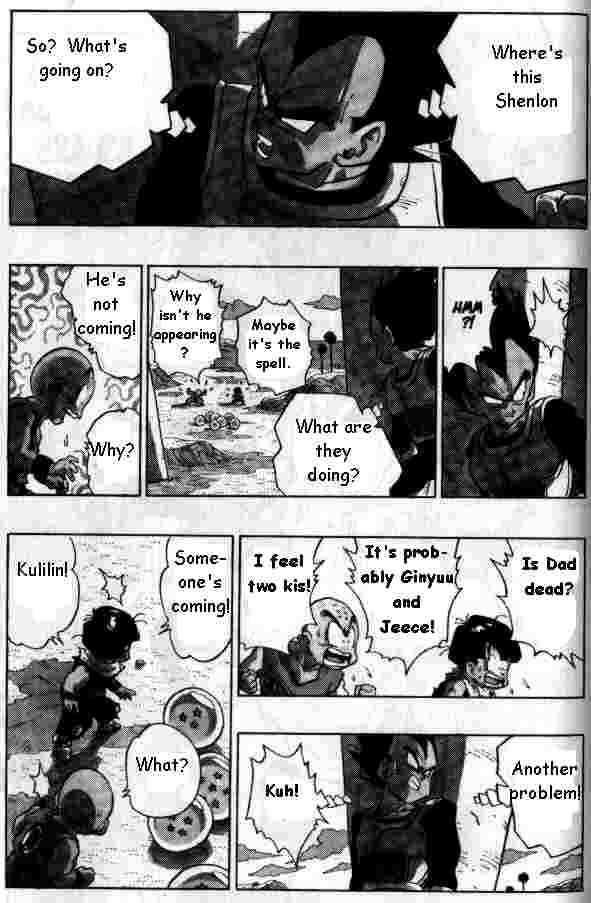 So? What's
going on?
Where's
this
Shenlon
He's
not
coming!
Why?
Why
isn't he
appearing
?
Maybe
it's the
spell.
What are
they
doing?
HMM
?!
Kulilin!
Some-
one's
coming!
What?
I feel
two kis!
It's prob-
ably Ginyuu
and
Jeece!
Is Dad
dead?
Kuh!
Another
problem!